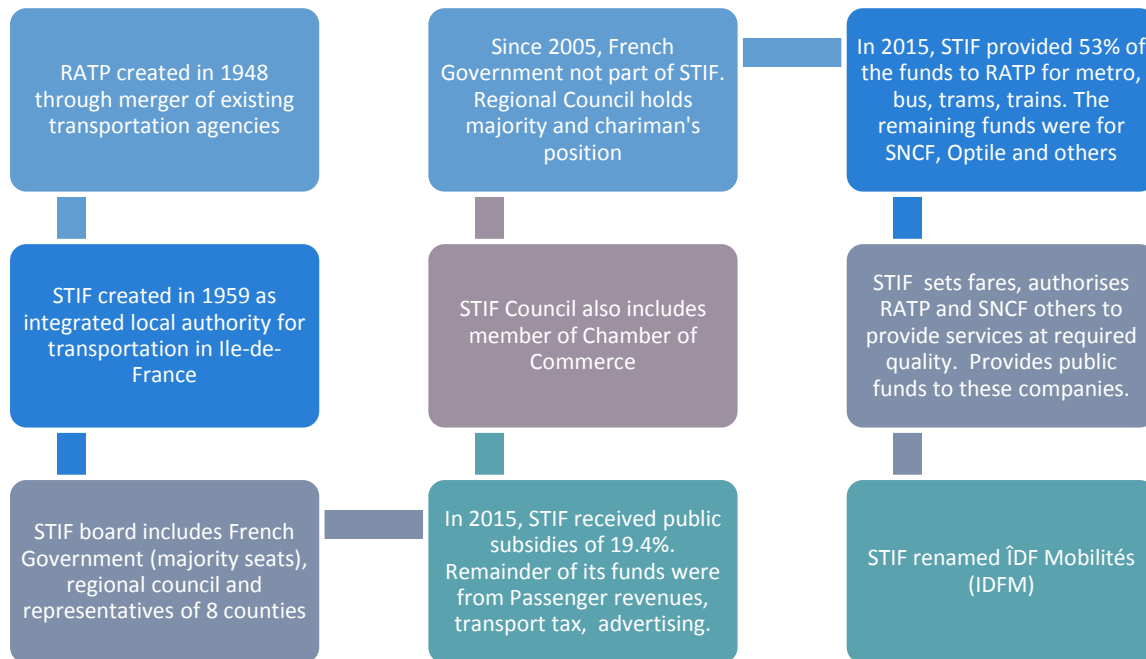 RATP created in 1948
through merger of existing
transportation agencies
STIF created in 1959 as
integrated local authority for
transportation in Ile-de-
France
STIF board includes French
Government (majority seats),
regional council and
representatives of 8 counties
In 2015, STIF received public
subsidies of 19.4%.
Remainder of its funds were
from Passenger revenues,
transport tax, advertising.
STIF Council also includes
member of Chamber of
Commerce
Since 2005, French
Government not part of STIF.
Regional Council holds
majority and chariman's
position
In 2015, STIF provided 53% of
the funds to RATP for metro,
bus, trams, trains. The
remaining funds were for
SNCF, Optile and others
STIF sets fares, authorises
RATP and SNCF others to
provide services at required
quality. Provides public
funds to these companies.
STIF renamed ÎDF Mobilités
(IDFM)